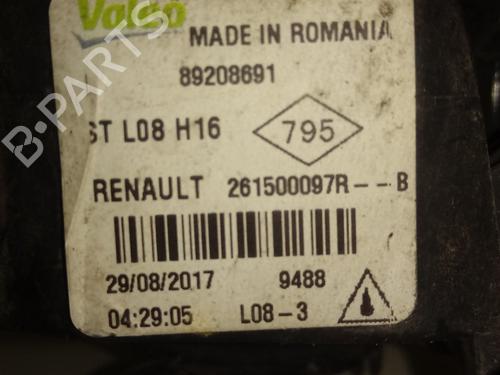 Valeo
MADE IN ROMANIA
89208691
ST L08 H16
795
RENAULT 261500097R--B
29/08/2017 9488
04:29:05 L08-3
B-PARTS